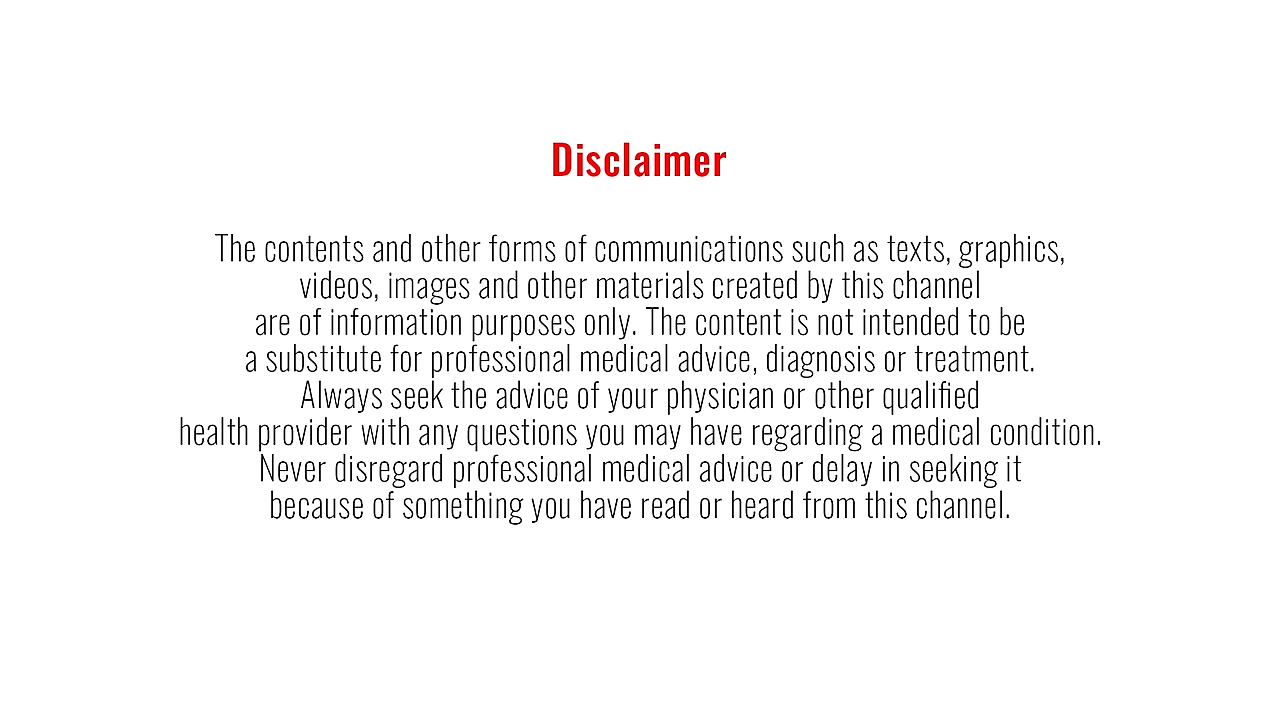 Disclaimer
The contents and other forms of communications such as texts, graphics,
videos, images and other materials created by this channel
are of information purposes only. The content is not intended to be
a substitute for professional medical advice, diagnosis or treatment.
Always seek the advice of your physician or other qualified
health provider with any questions you may have regarding a medical condition.
Never disregard professional medical advice or delay in seeking it
because of something you have read or heard from this channel.